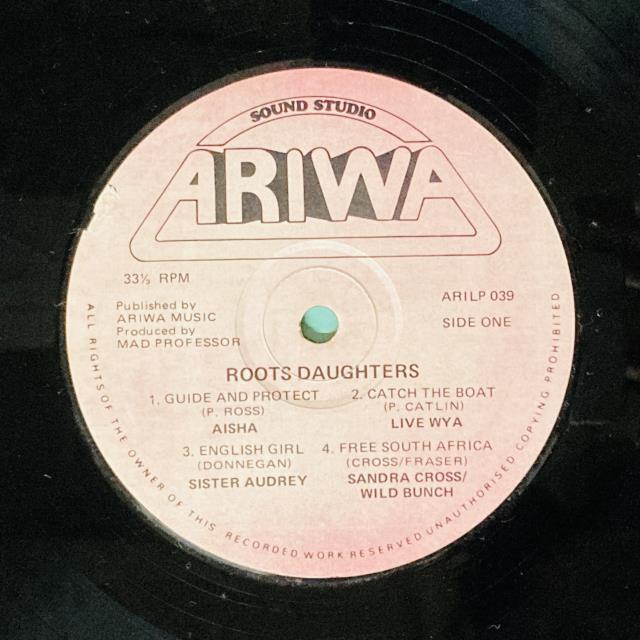 SOUND STUDIO
ARIWA
33⅓ RPM
Published by
ARIWA MUSIC
Produced by
MAD PROFESSOR
ARILP 039
SIDE ONE
ROOTS DAUGHTERS
1. GUIDE AND PROTECT
(P. ROSS)
AISHA
2. CATCH THE BOAT
(P. CATLIN)
LIVE WYA
3. ENGLISH GIRL
(DONNEGAN)
SISTER AUDREY
4. FREE SOUTH AFRICA
(CROSS/FRASER)
SANDRA CROSS/
WILD BUNCH
ALL RIGHTS OF THE OWNER OF THIS RECORDED WORK RESERVED UNAUTHORISED COPYING PROHIBITED